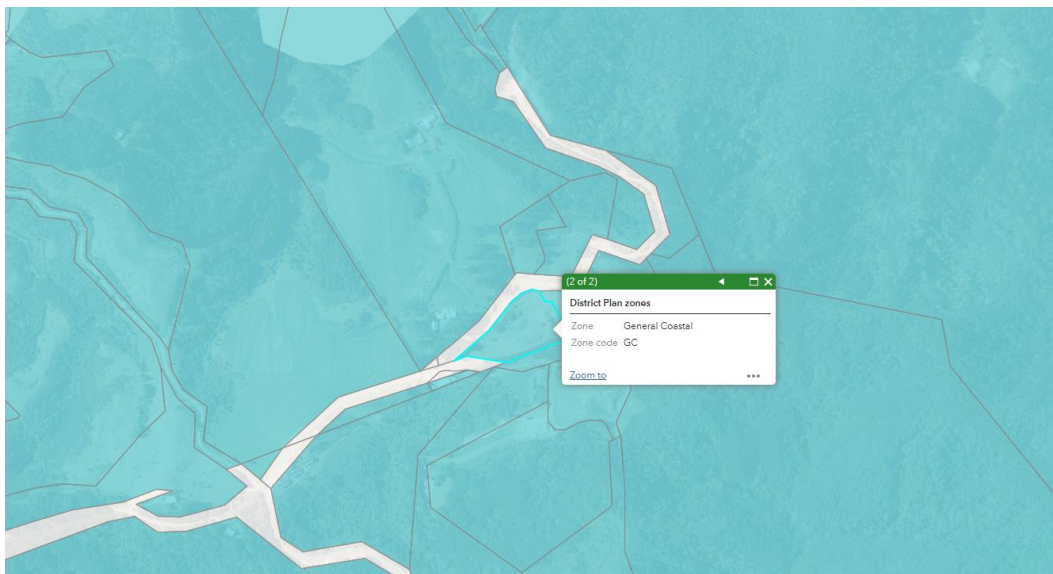 (2 of 2)
District Plan zones
Zone General Coastal
Zone code GC
Zoom to